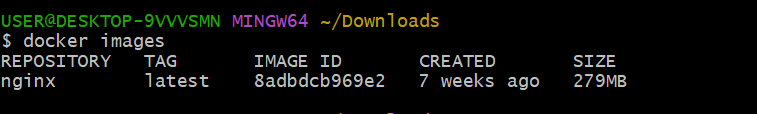 USER@DESKTOP-9VVVSMN MINGW64 ~/Downloads
$ docker images
REPOSITORY   TAG       IMAGE ID       CREATED       SIZE
nginx        latest    8adbdcb969e2   7 weeks ago   279MB